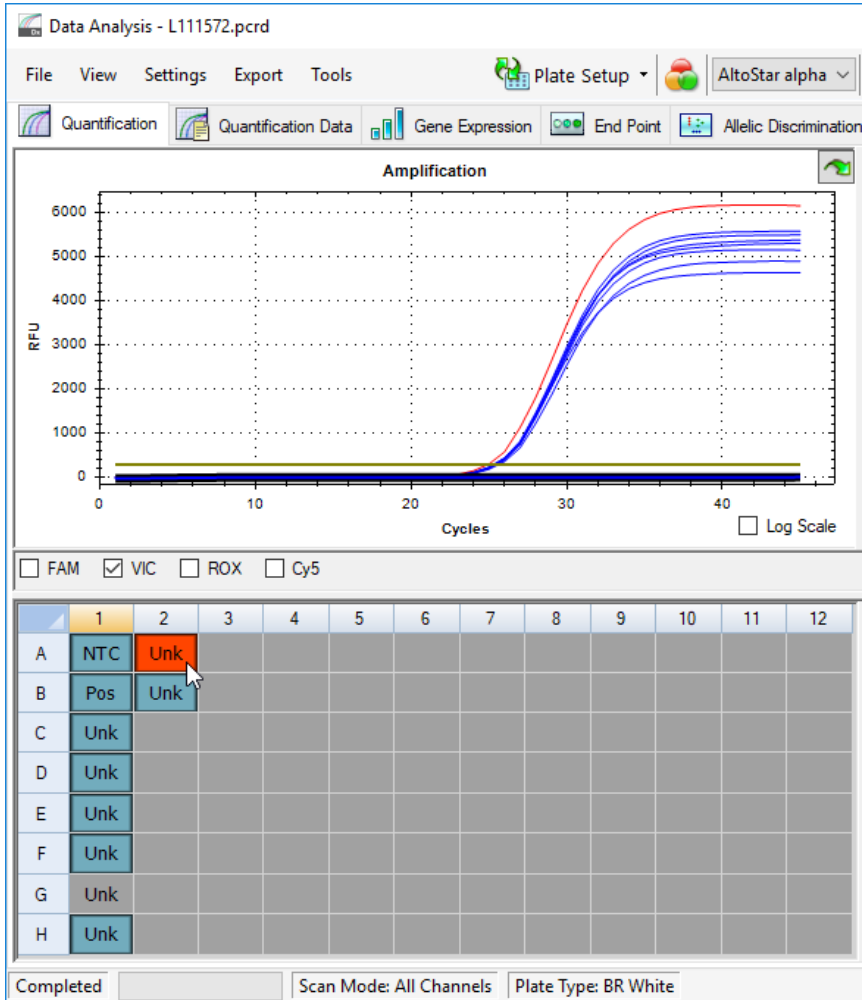 Data Analysis - L111572.pcrd
File View Settings Export Tools Plate Setup AltoStar alpha
Quantification Quantification Data Gene Expression End Point Allelic Discrimination
Amplification
6000
5000
4000
3000
2000
1000
0
RFU
0 10 20 30 40
Cycles
Log Scale
FAM VIC ROX Cy5
1 2 3 4 5 6 7 8 9 10 11 12
A NTC Unk
B Pos Unk
C Unk
D Unk
E Unk
F Unk
G Unk
H Unk
Completed Scan Mode: All Channels Plate Type: BR White